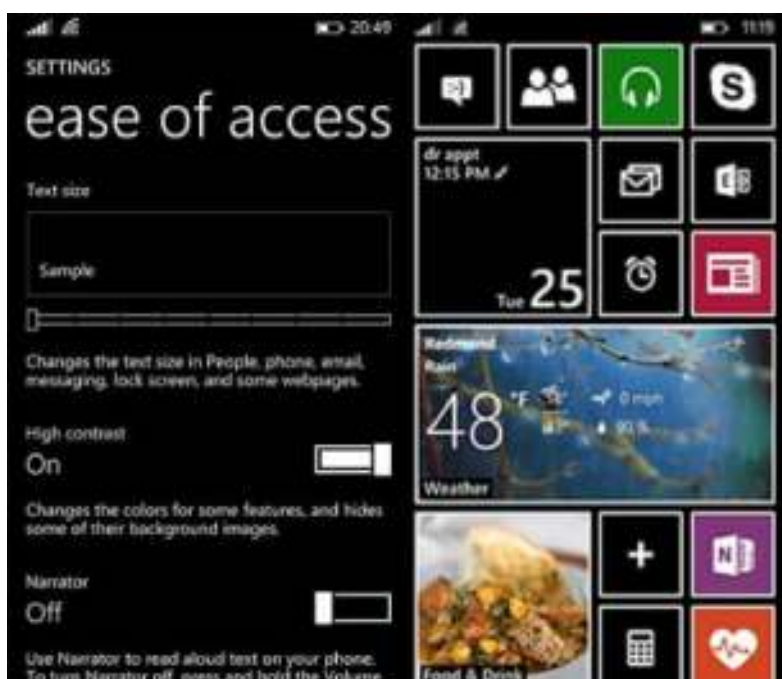 20:49
SETTINGS
ease of access
Text size
Sample
Changes the text size in People, phone, email,
messaging, lock screen, and some webpages.
High contrast
On
Changes the colors for some features, and hides
some of their background images.
Narrator
Off
Use Narrator to read aloud text on your phone.
To turn Narrator off, press and hold the Volume
11:19
S
dr appt
12:15 PM
Tue 25
Redmond
Rain
48 °F
0 mph
Weather
N
Food & Drink